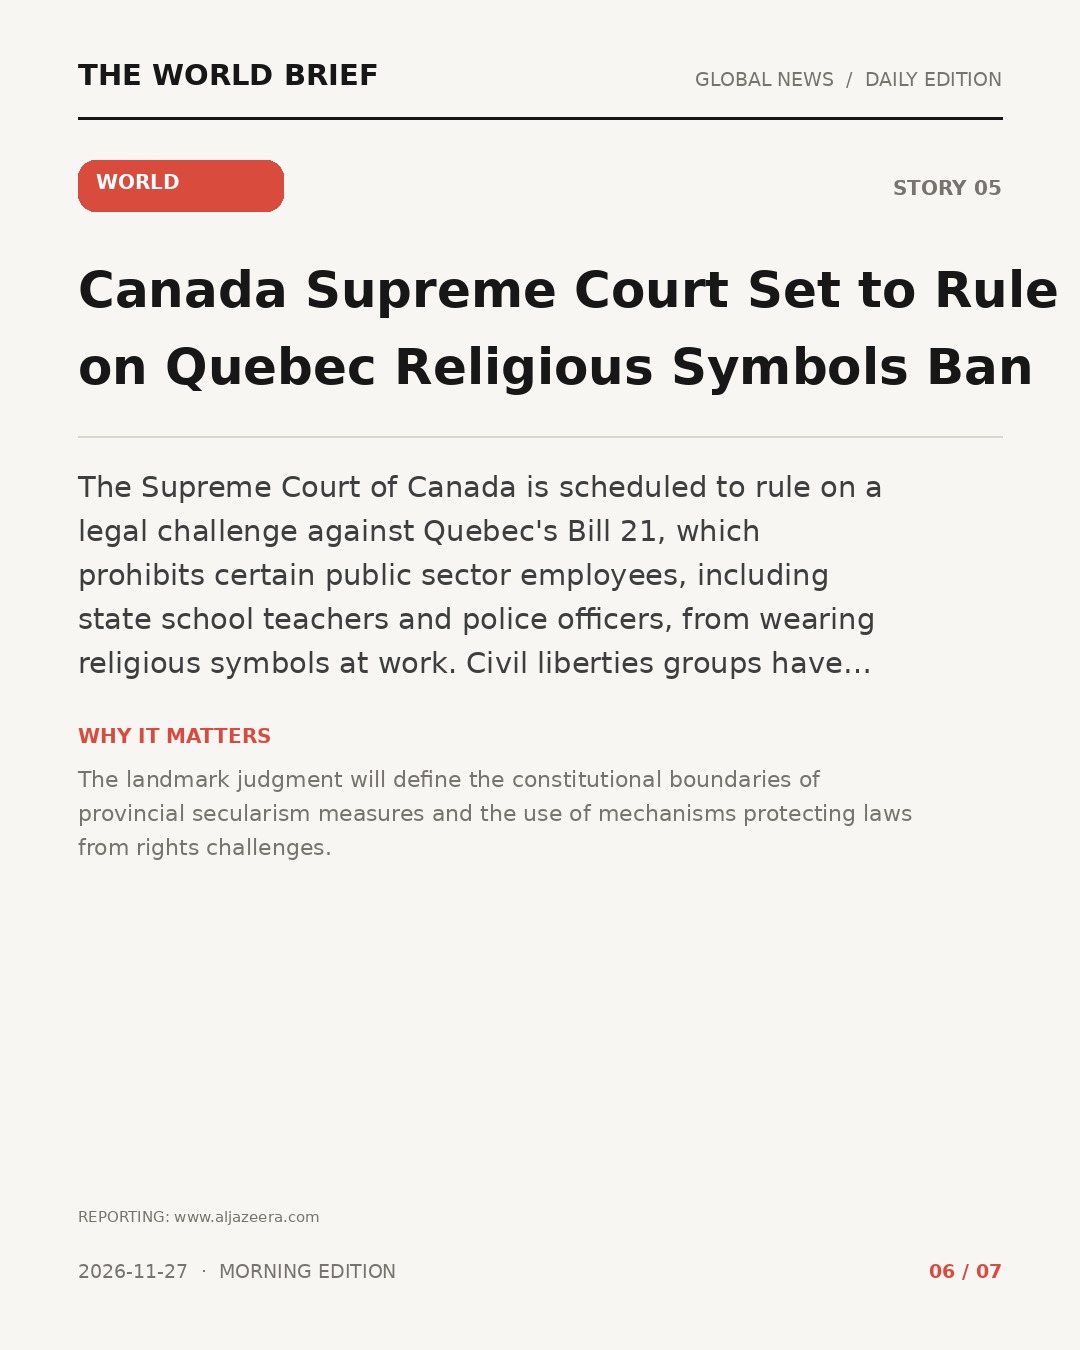 THE WORLD BRIEF
GLOBAL NEWS / DAILY EDITION
WORLD
STORY 05
Canada Supreme Court Set to Rule
on Quebec Religious Symbols Ban
The Supreme Court of Canada is scheduled to rule on a
legal challenge against Quebec's Bill 21, which
prohibits certain public sector employees, including
state school teachers and police officers, from wearing
religious symbols at work. Civil liberties groups have...
WHY IT MATTERS
The landmark judgment will define the constitutional boundaries of
provincial secularism measures and the use of mechanisms protecting laws
from rights challenges.
REPORTING: www.aljazeera.com
2026-11-27 · MORNING EDITION
06 / 07